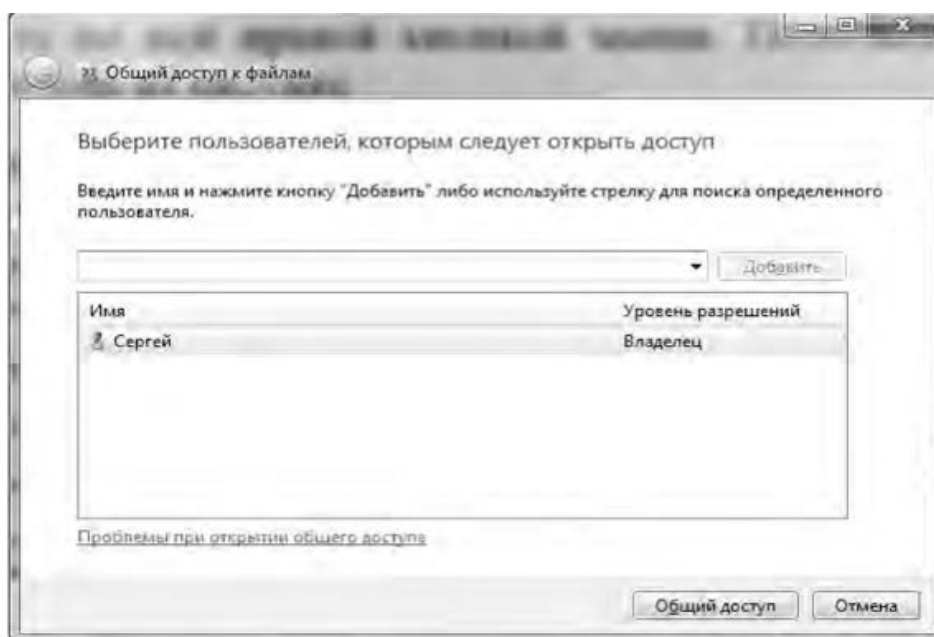 Общий доступ к файлам
Выберите пользователей, которым следует открыть доступ
Введите имя и нажмите кнопку "Добавить" либо используйте стрелку для поиска определенного
пользователя.
Добавить
Имя Уровень разрешений
Сергей Владелец
Проблемы при открытии общего доступа
Общий доступ Отмена